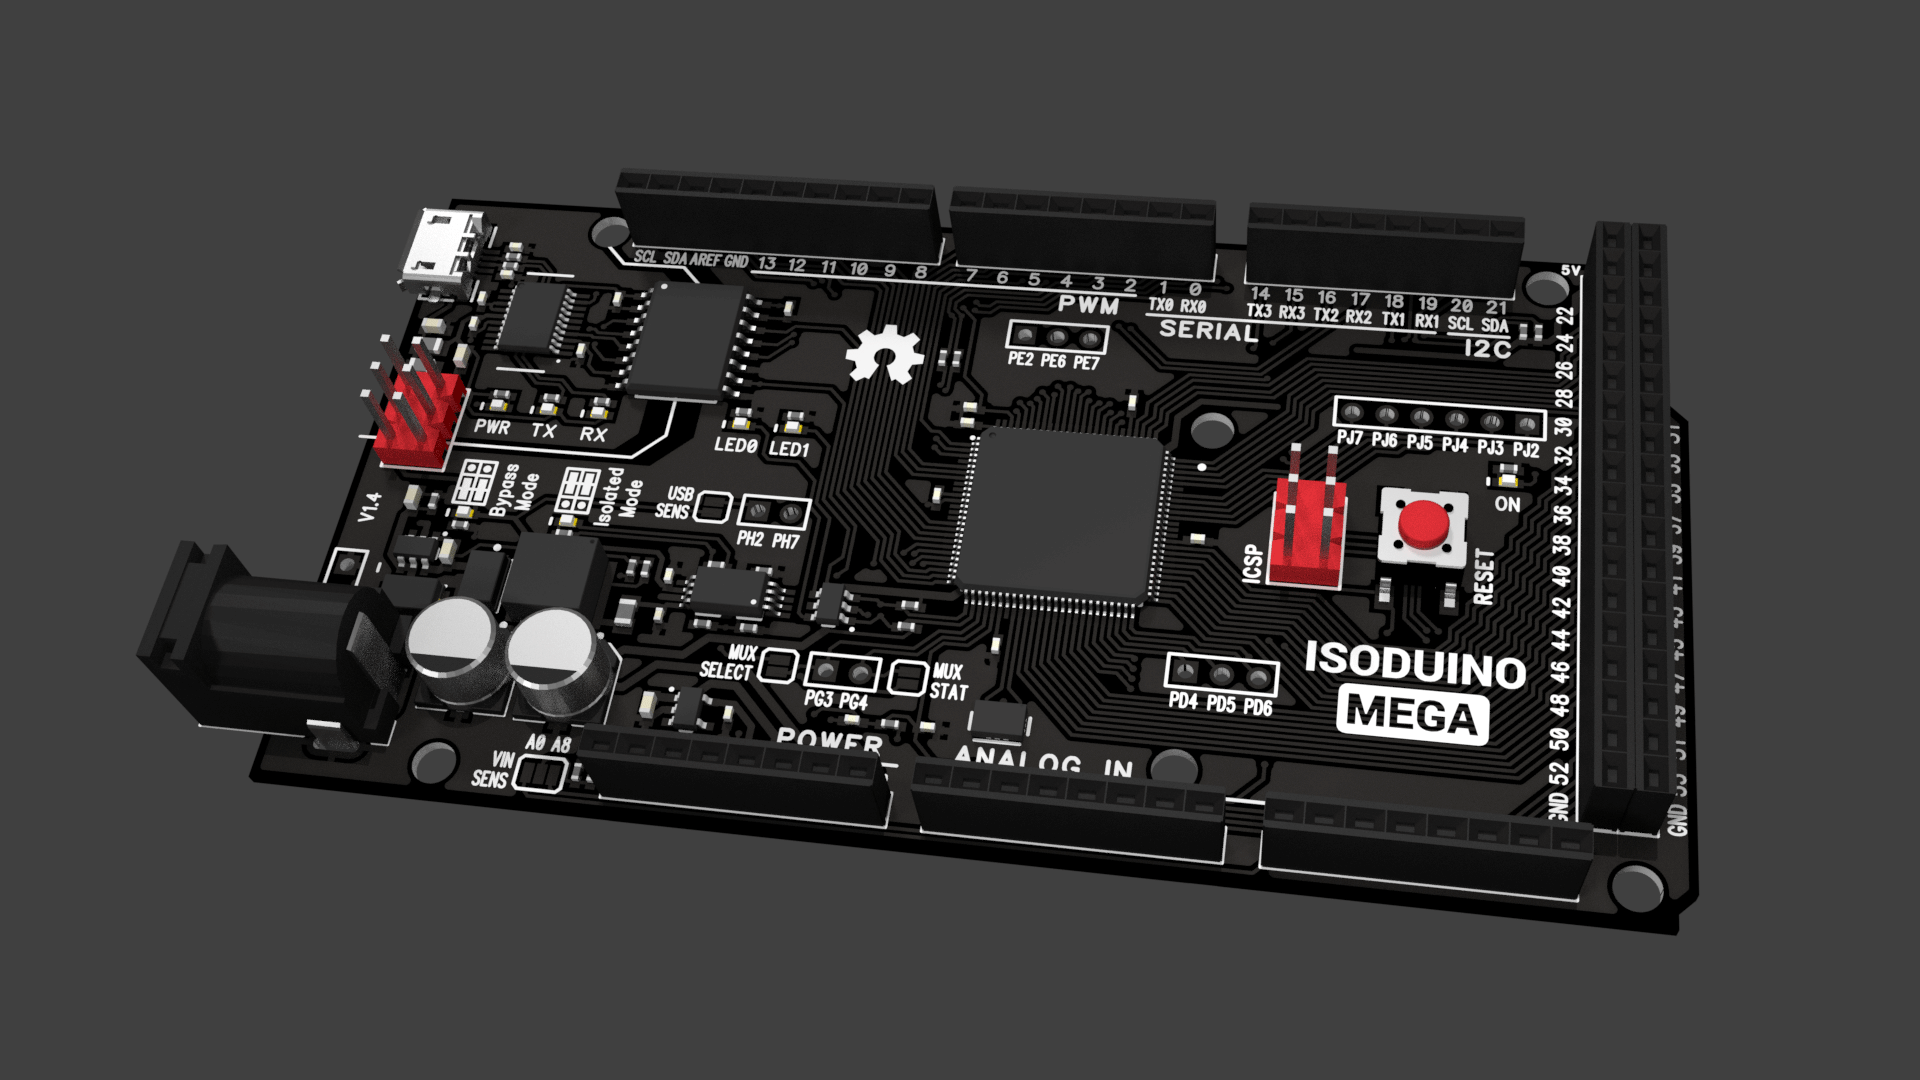 SCL SDA AREF GND 13 12 11 10 9 8
7 6 5 4 3 2 1 0
TX0 RX0
PWM
SERIAL
14 15 16 17 18 19 20 21
TX3 RX3 TX2 RX2 TX1 RX1 SCL SDA
I2C
5V
22
24
26
28
30
32
34
36
38
40
42
44
46
48
50
52
GND
GND
PE2 PE6 PE7
PJ7 PJ6 PJ5 PJ4 PJ3 PJ2
PWR TX RX
LED0 LED1
V1.4
Bypass
Mode
Isolated
Mode
USB
SENS
PH2 PH7
ON
ICSP
RESET
MUX
SELECT
PG3 PG4
MUX
STAT
PD4 PD5 PD6
ISODUINO
MEGA
A0 A8
VIN
SENS
POWER
ANALOG IN